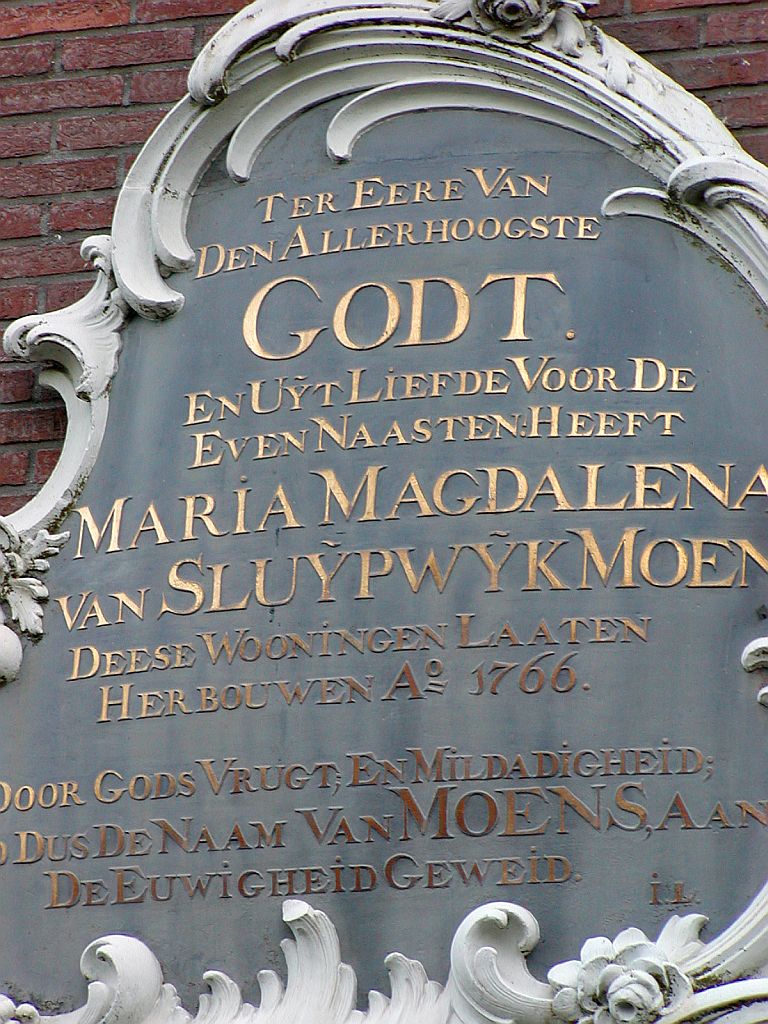 TER EERE VAN
DEN ALLERHOOGSTE
GODT.
EN UŸT LIEFDE VOOR DE
EVEN NAASTEN: HEEFT
MARIA MAGDALENA
VAN SLUŸPWŸK MOENS
DEESE WOONINGEN LAATEN
HERBOUWEN Aº 1766.
DOOR GODS VRUGT, EN MILDADIGHEID;
DUS DE NAAM VAN MOENS, AAN
DE EUWIGHEID GEWEID.
i.L.